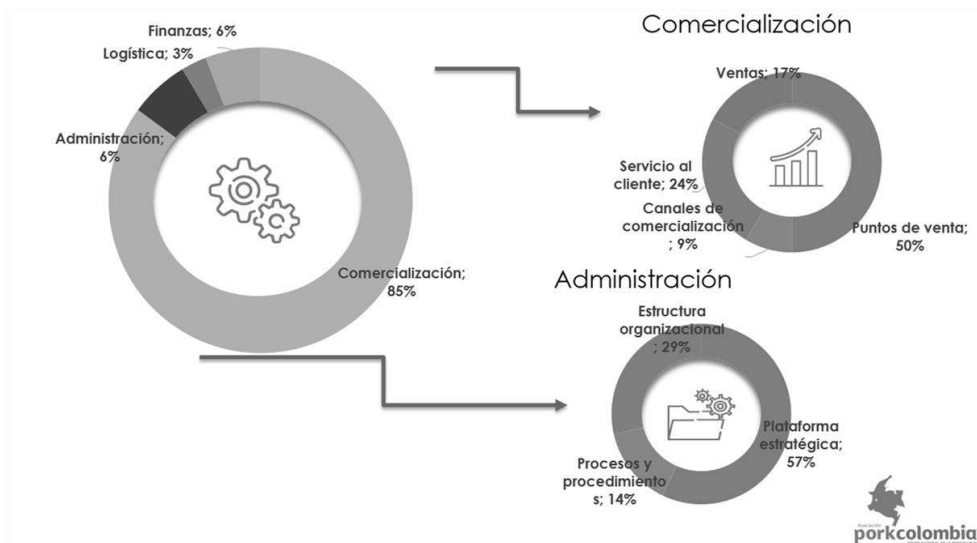 Finanzas; 6%
Logística; 3%
Administración;
6%
Comercialización;
85%
Comercialización
Ventas; 17%
Servicio al
cliente; 24%
Canales de
comercialización
; 9%
Puntos de venta;
50%
Administración
Estructura
organizacional
; 29%
Plataforma
estratégica;
57%
Procesos y
procedimiento
s; 14%
Asociación
porkcolombia